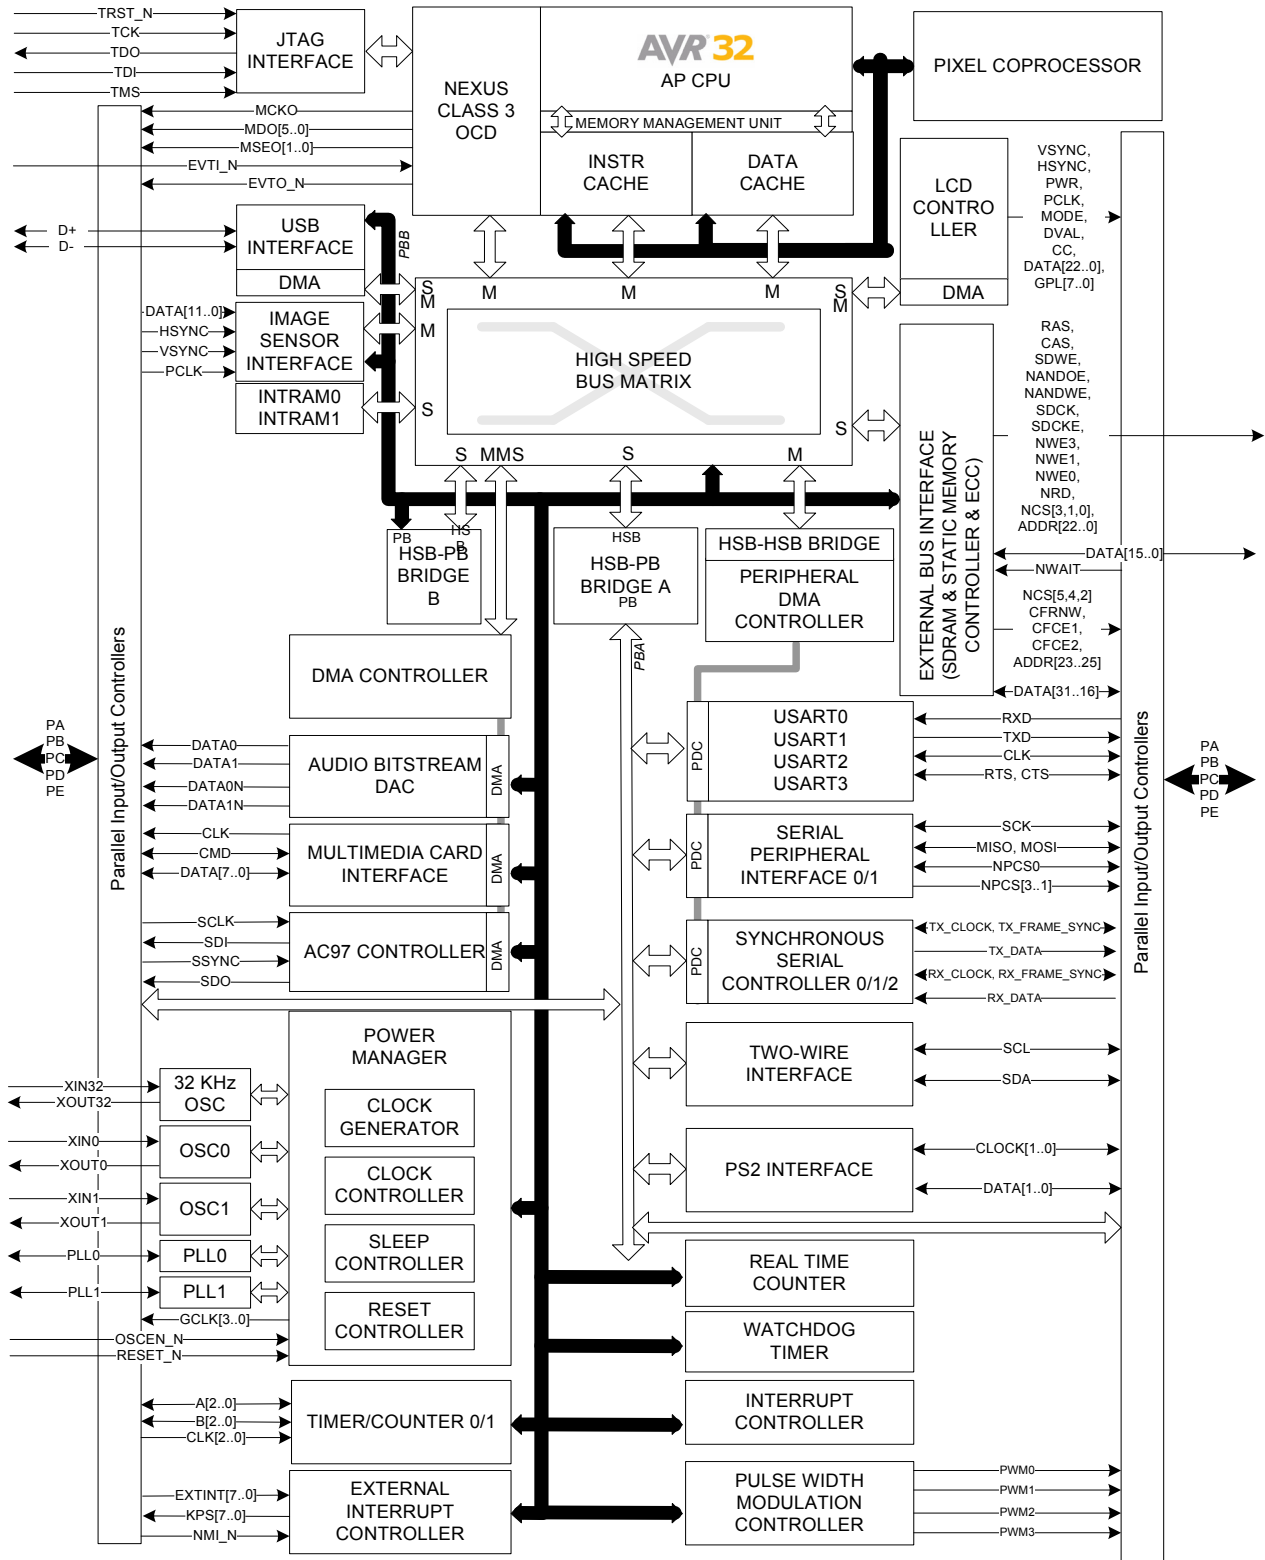 TRST_N
TCK
TDO
TDI
TMS
JTAG
INTERFACE
NEXUS
CLASS 3
OCD
AVR 32
AP CPU
MEMORY MANAGEMENT UNIT
INSTR
CACHE
DATA
CACHE
PIXEL COPROCESSOR
MCKO
MDO[5..0]
MSEO[1..0]
EVTI_N
EVTO_N
D+
D-
USB
INTERFACE
DMA
PBB
DATA[11..0]
HSYNC
VSYNC
PCLK
IMAGE
SENSOR
INTERFACE
INTRAM0
INTRAM1
S
M
M
S
M
M
M
S
M
S
HIGH SPEED
BUS MATRIX
S
MMS
S
M
LCD
CONTRO
LLER
DMA
VSYNC,
HSYNC,
PWR,
PCLK,
MODE,
DVAL,
CC,
DATA[22..0],
GPL[7..0]
EXTERNAL BUS INTERFACE
(SDRAM & STATIC MEMORY
CONTROLLER & ECC)
RAS,
CAS,
SDWE,
NANDOE,
NANDWE,
SDCK,
SDCKE,
NWE3,
NWE1,
NWE0,
NRD,
NCS[3,1,0],
ADDR[22..0]
DATA[15..0]
NWAIT
NCS[5,4,2]
CFRNW,
CFCE1,
CFCE2,
ADDR[23..25]
DATA[31..16]
PB
HS
B
HSB-PB
BRIDGE
B
HSB
HSB-PB
BRIDGE A
PB
HSB-HSB BRIDGE
PERIPHERAL
DMA
CONTROLLER
PBA
DMA CONTROLLER
Parallel Input/Output Controllers
PA
PB
PC
PD
PE
DATA0
DATA1
DATA0N
DATA1N
AUDIO BITSTREAM
DAC
DMA
CLK
CMD
DATA[7..0]
MULTIMEDIA CARD
INTERFACE
DMA
SCLK
SDI
SSYNC
SDO
AC97 CONTROLLER
DMA
PDC
USART0
USART1
USART2
USART3
RXD
TXD
CLK
RTS, CTS
PDC
SERIAL
PERIPHERAL
INTERFACE 0/1
SCK
MISO, MOSI
NPCS0
NPCS[3..1]
PDC
SYNCHRONOUS
SERIAL
CONTROLLER 0/1/2
TX_CLOCK, TX_FRAME_SYNC
TX_DATA
RX_CLOCK, RX_FRAME_SYNC
RX_DATA
Parallel Input/Output Controllers
PA
PB
PC
PD
PE
POWER
MANAGER
CLOCK
GENERATOR
CLOCK
CONTROLLER
SLEEP
CONTROLLER
RESET
CONTROLLER
XIN32
XOUT32
32 KHz
OSC
XIN0
XOUT0
OSC0
XIN1
XOUT1
OSC1
PLL0
PLL0
PLL1
PLL1
GCLK[3..0]
OSCEN_N
RESET_N
TWO-WIRE
INTERFACE
SCL
SDA
PS2 INTERFACE
CLOCK[1..0]
DATA[1..0]
REAL TIME
COUNTER
WATCHDOG
TIMER
A[2..0]
B[2..0]
CLK[2..0]
TIMER/COUNTER 0/1
INTERRUPT
CONTROLLER
EXTINT[7..0]
KPS[7..0]
NMI_N
EXTERNAL
INTERRUPT
CONTROLLER
PULSE WIDTH
MODULATION
CONTROLLER
PWM0
PWM1
PWM2
PWM3